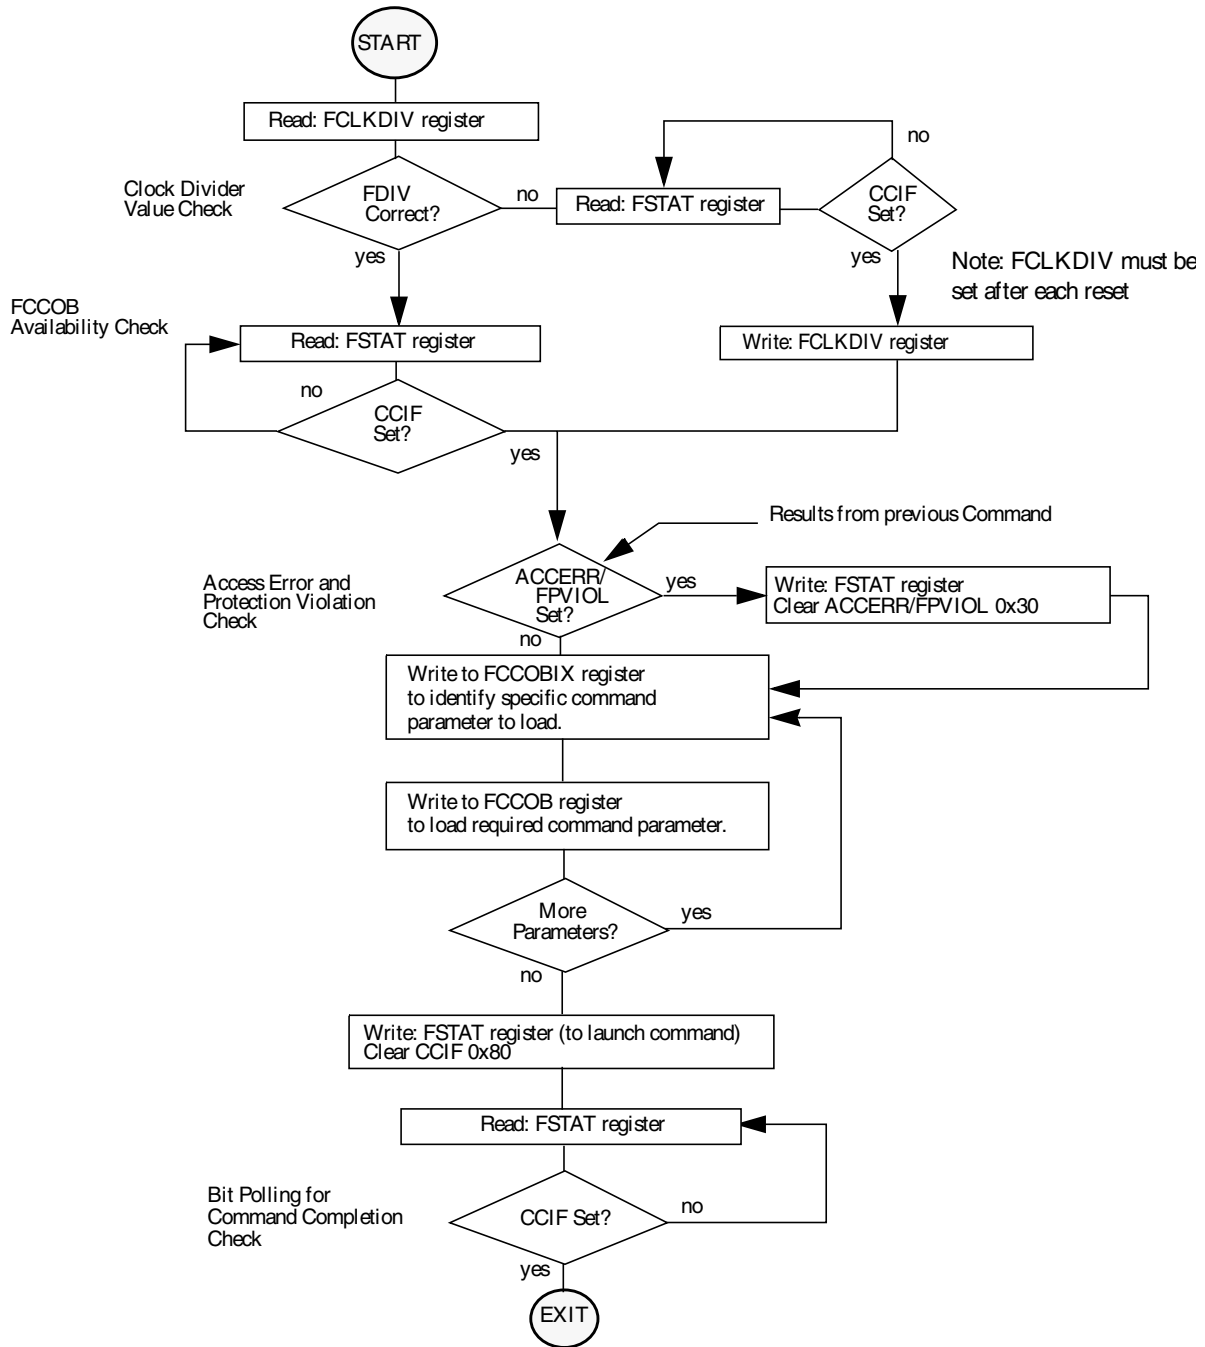 START
Read: FCLKDIV register
no
Clock Divider
Value Check
FDIV
Correct?
no
Read: FSTAT register
CCIF
Set?
yes
yes
Note: FCLKDIV must be
set after each reset
FCCOB
Availability Check
Read: FSTAT register
Write: FCLKDIV register
no
CCIF
Set?
yes
Results from previous Command
Access Error and
Protection Violation
Check
ACCERR/
FPVIOL
Set?
yes
Write: FSTAT register
Clear ACCERR/FPVIOL 0x30
no
Write to FCCOBIX register
to identify specific command
parameter to load.
Write to FCCOB register
to load required command parameter.
More
Parameters?
yes
no
Write: FSTAT register (to launch command)
Clear CCIF 0x80
Read: FSTAT register
Bit Polling for
Command Completion
Check
CCIF Set?
no
yes
EXIT